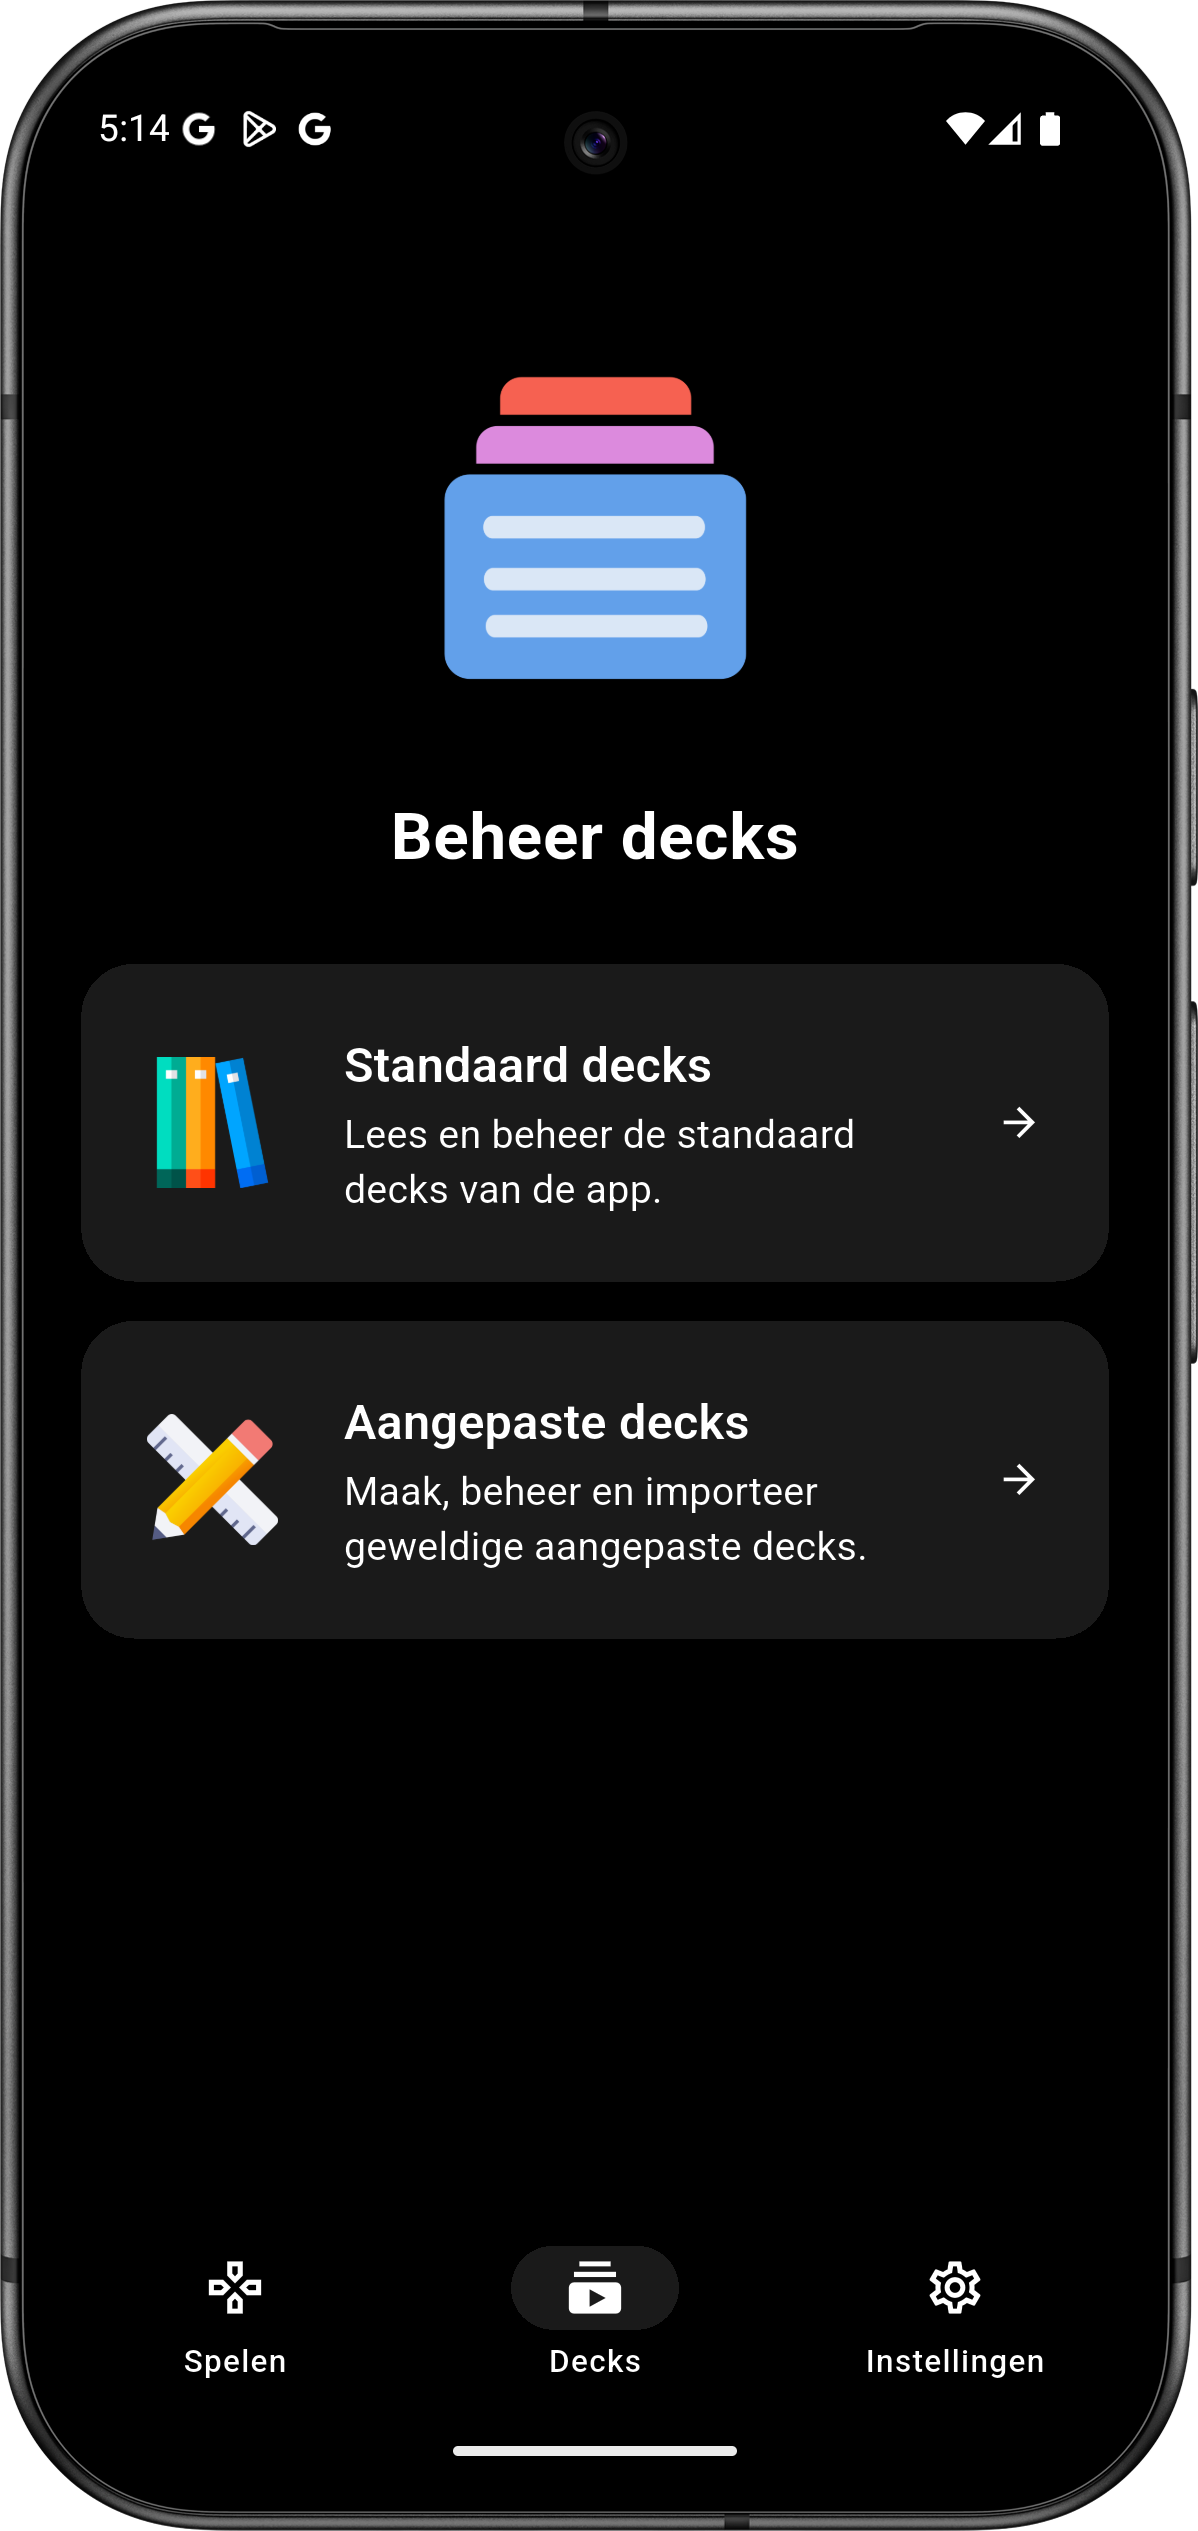 5:14
Beheer decks
Standaard decks
Lees en beheer de standaard
decks van de app.
Aangepaste decks
Maak, beheer en importeer
geweldige aangepaste decks.
Spelen
Decks
Instellingen